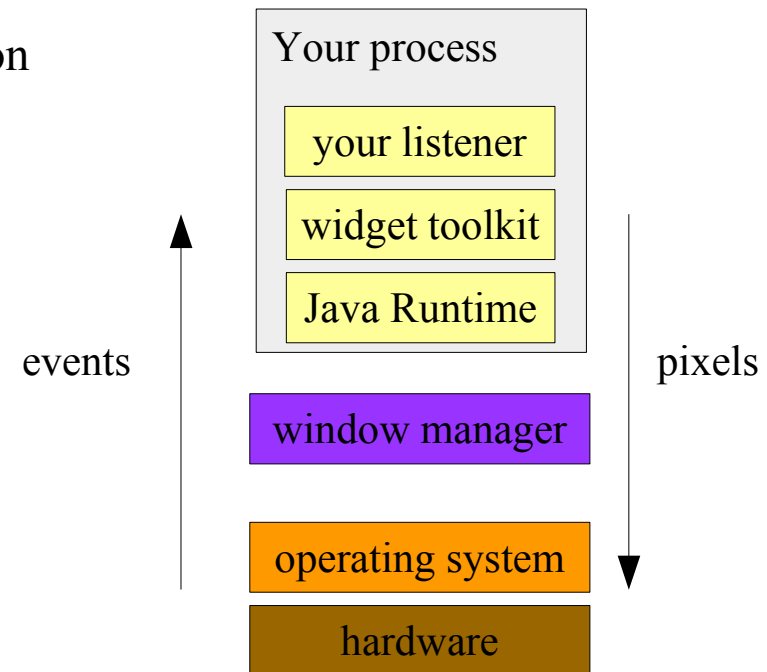 on
Your process
your listener
widget toolkit
Java Runtime
events
pixels
window manager
operating system
hardware